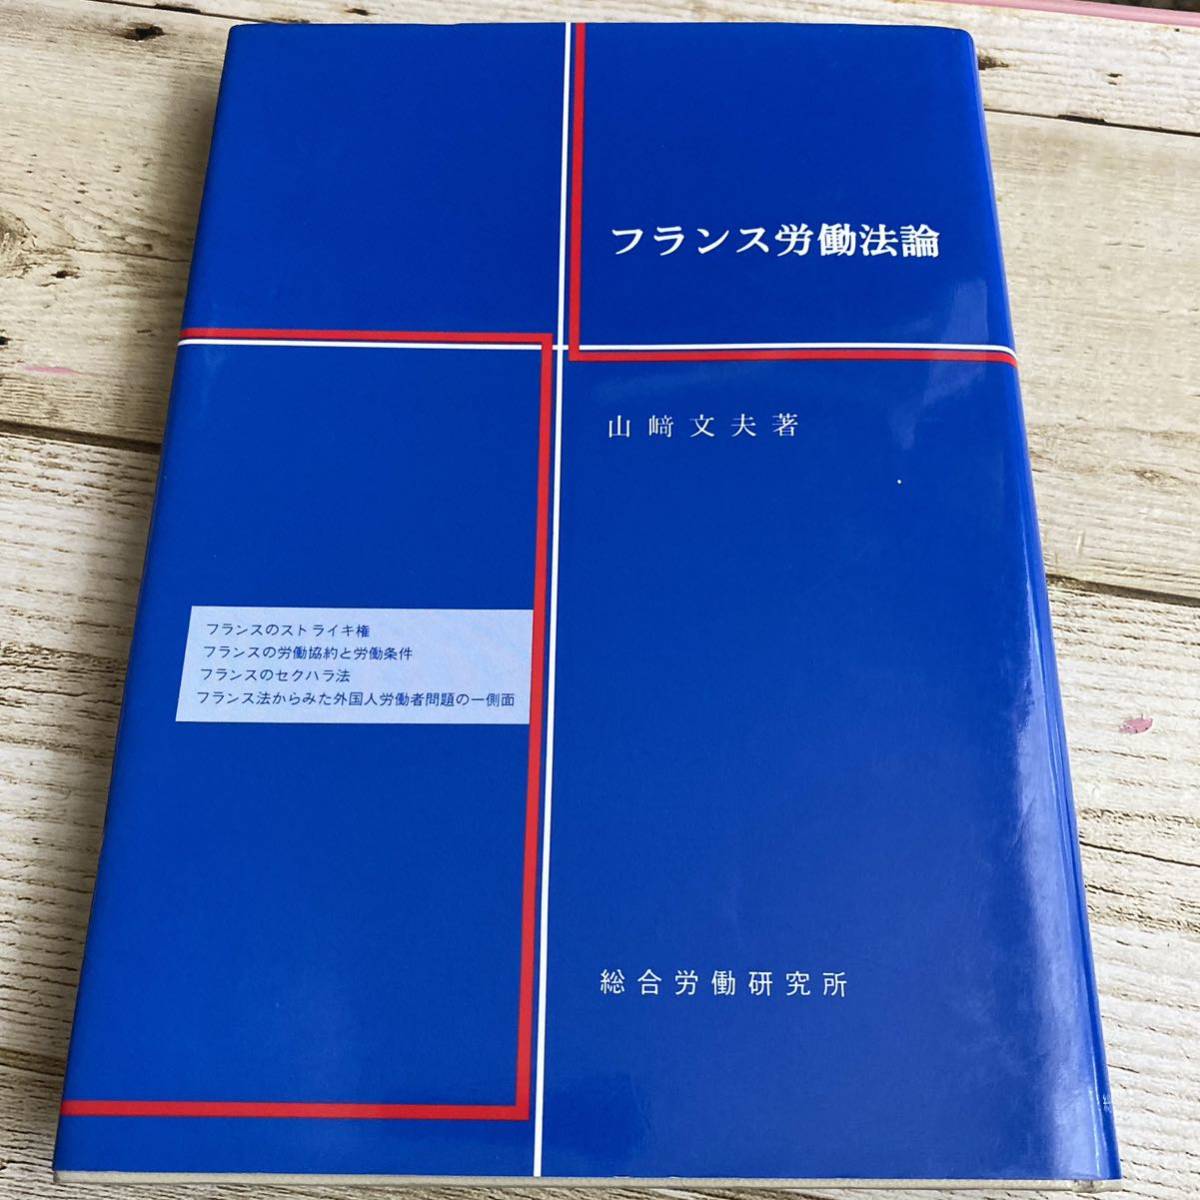 フランス労働法論
山﨑文夫著
フランスのストライキ権
フランスの労働協約と労働条件
フランスのセクハラ法
フランス法からみた外国人労働者問題の一側面
総合労働研究所